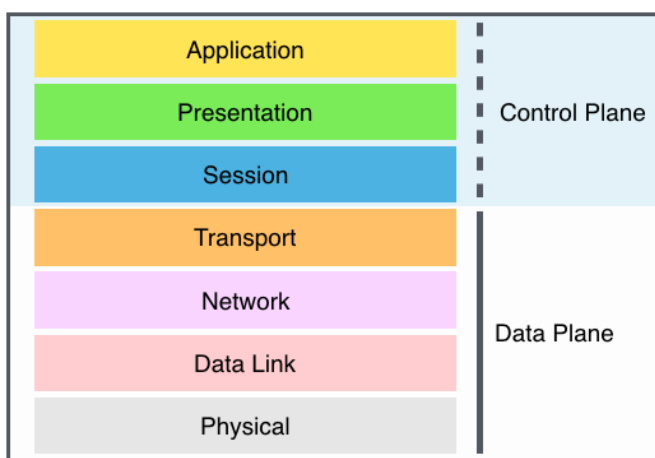 Application
Presentation
Control Plane
Session
Transport
Network
Data Plane
Data Link
Physical